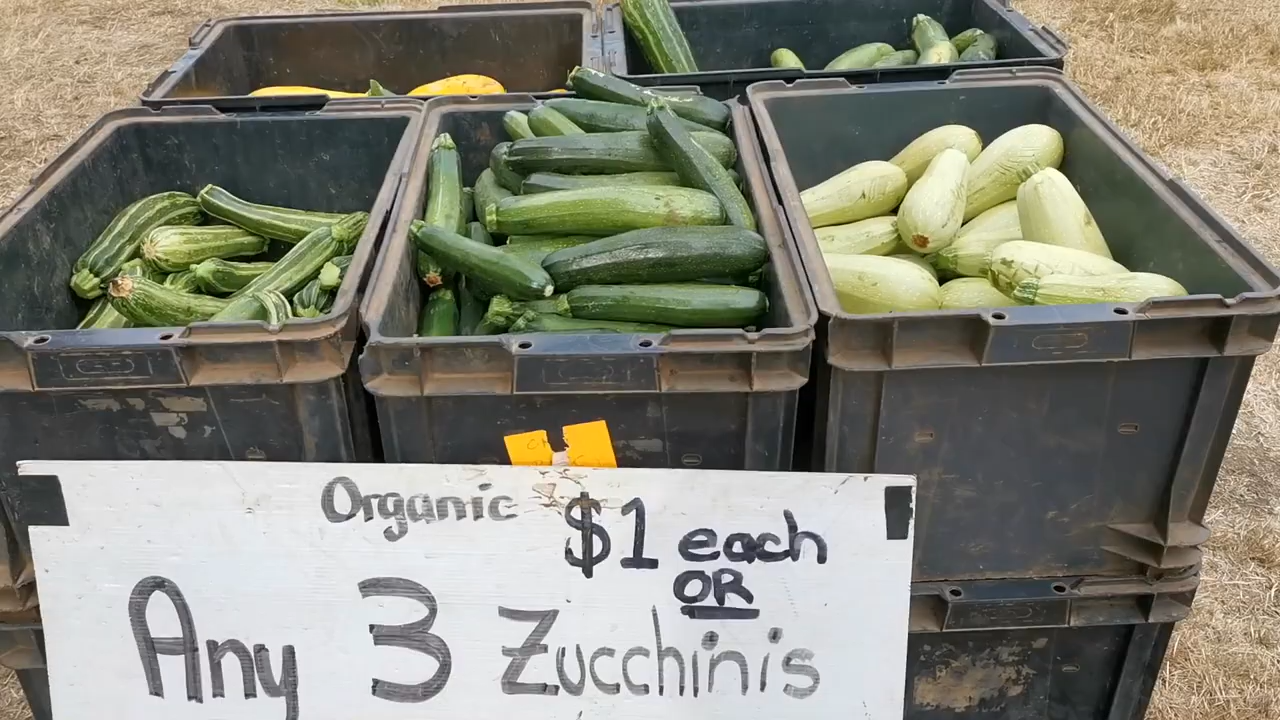 Organic $1 each
OR
Any 3 Zucchinis